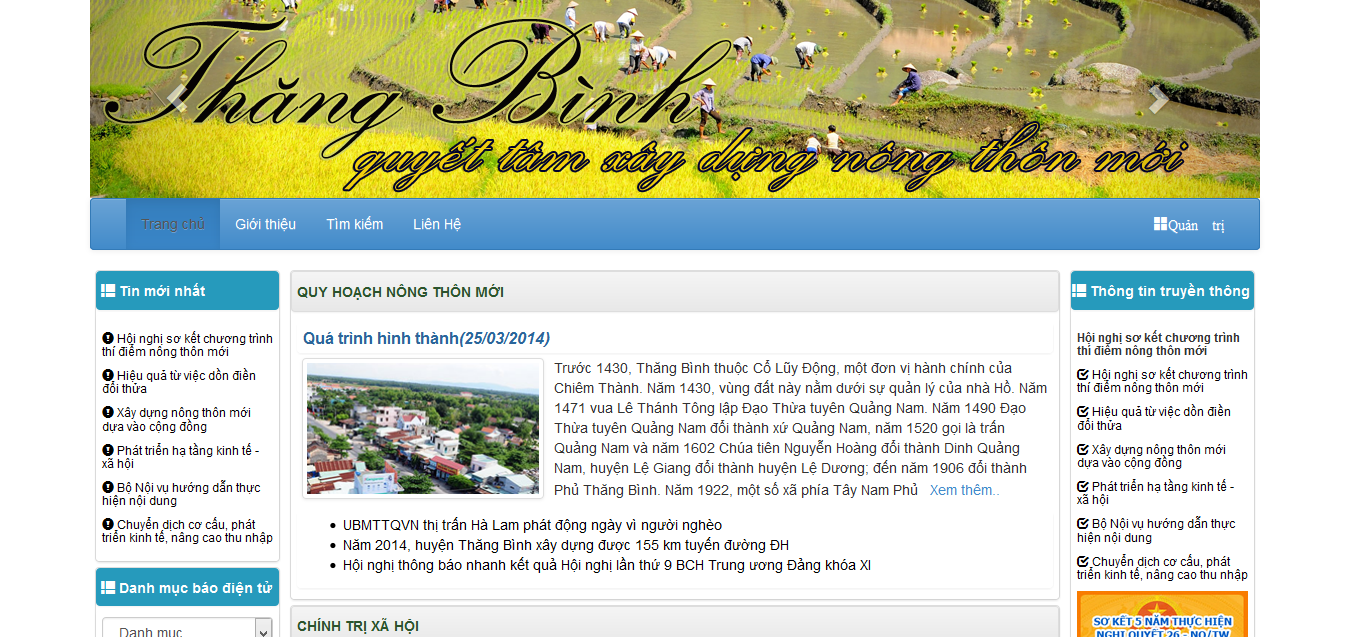 Thăng Bình
quyết tâm xây dựng nông thôn mới
Trang chủ
Giới thiệu
Tìm kiếm
Liên Hệ
Quản trị
Tin mới nhất
Hội nghị sơ kết chương trình
thí điểm nông thôn mới
Hiệu quả từ việc dồn điền
đổi thửa
Xây dựng nông thôn mới
dựa vào cộng đồng
Phát triển hạ tầng kinh tế -
xã hội
Bộ Nội vụ hướng dẫn thực
hiện nội dung
Chuyển dịch cơ cấu, phát
triển kinh tế, nâng cao thu nhập
Danh mục báo điện tử
Danh mục
QUY HOẠCH NÔNG THÔN MỚI
Quá trình hình thành(25/03/2014)
Trước 1430, Thăng Bình thuộc Cổ Lũy Động, một đơn vị hành chính của
Chiêm Thành. Năm 1430, vùng đất này nằm dưới sự quản lý của nhà Hồ. Năm
1471 vua Lê Thánh Tông lập Đạo Thừa tuyên Quảng Nam. Năm 1490 Đạo
Thừa tuyên Quảng Nam đổi thành xứ Quảng Nam, năm 1520 gọi là trấn
Quảng Nam và năm 1602 Chúa tiên Nguyễn Hoàng đổi thành Dinh Quảng
Nam, huyện Lệ Giang đổi thành huyện Lệ Dương; đến năm 1906 đổi thành
Phủ Thăng Bình. Năm 1922, một số xã phía Tây Nam Phủ Xem thêm..
UBMTTQVN thị trấn Hà Lam phát động ngày vì người nghèo
Năm 2014, huyện Thăng Bình xây dựng được 155 km tuyến đường ĐH
Hội nghị thông báo nhanh kết quả Hội nghị lần thứ 9 BCH Trung ương Đảng khóa XI
CHÍNH TRỊ XÃ HỘI
Thông tin truyền thông
Hội nghị sơ kết chương trình
thí điểm nông thôn mới
Hội nghị sơ kết chương trình
thí điểm nông thôn mới
Hiệu quả từ việc dồn điền
đổi thửa
Xây dựng nông thôn mới
dựa vào cộng đồng
Phát triển hạ tầng kinh tế -
xã hội
Bộ Nội vụ hướng dẫn thực
hiện nội dung
Chuyển dịch cơ cấu, phát
triển kinh tế, nâng cao thu nhập
SƠ KẾT 5 NĂM THỰC HIỆN
NGHỊ QUYẾT 26 - NQ/TW